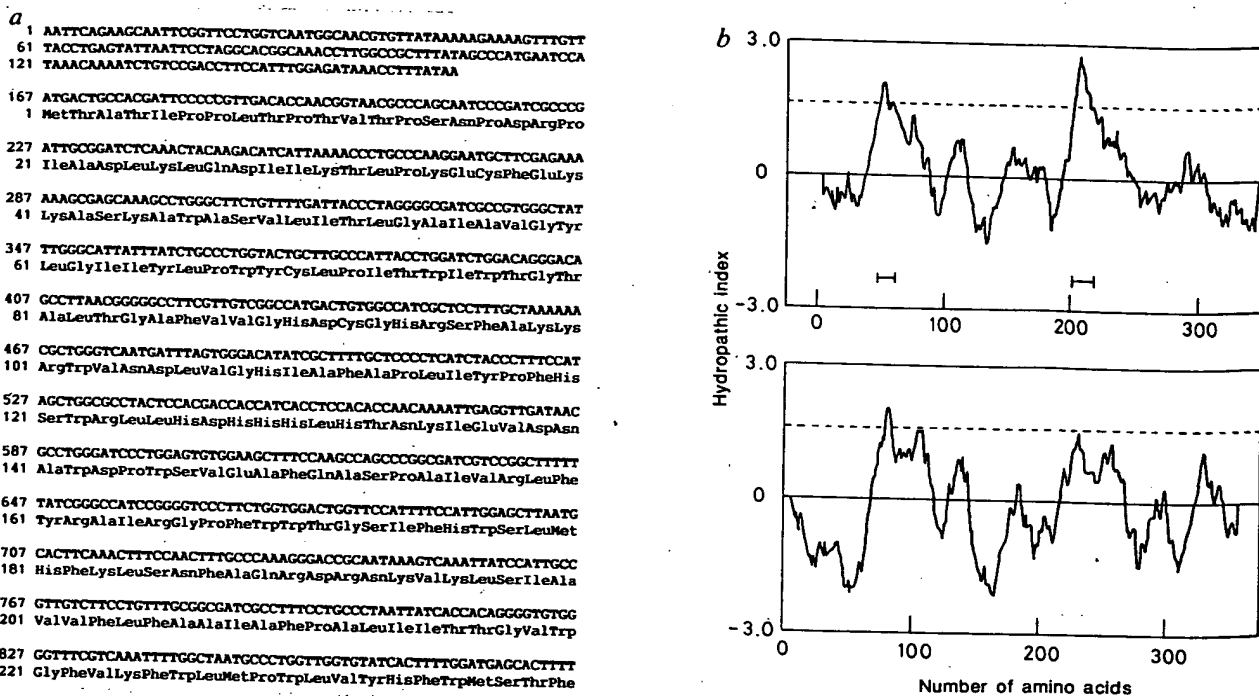 a
1 AATTCAGAAGCAATTCGGTTCCTGGTCAATGGCAACGTGTTATAAAAAGAAAAGTTTGTT
61 TACCTGAGTATTAATTCCTAGGCACGGCAAACCTTGGCCGCTTTATAGCCCATGAATCCA
121 TAAACAAAATCTGTCCGACCTTCCATTTGGAGATAAACCTTTATAA
167 ATGACTGCCACGATTCCCCCGTTGACACCAACGGTAACGCCCAGCAATCCCGATCGCCCG
1 MetThrAlaThrIleProProLeuThrProThrValThrProSerAsnProAspArgPro
227 ATTGCGGATCTCAAACTACAAGACATCATTAAAACCCTGCCCAAGGAATGCTTCGAGAAA
21 IleAlaAspLeuLysLeuGlnAspIleIleLysThrLeuProLysGluCysPheGluLys
287 AAAGCGAGCAAAGCCTGGGCTTCTGTTTTGATTACCCTAGGGGCGATCGCCGTGGGCTAT
41 LysAlaSerLysAlaTrpAlaSerValLeuIleThrLeuGlyAlaIleAlaValGlyTyr
347 TTGGGCATTATTTATCTGCCCTGGTACTGCTTGCCCATTACCTGGATCTGGACAGGGACA
61 LeuGlyIleIleTyrLeuProTrpTyrCysLeuProIleThrTrpIleTrpThrGlyThr
407 GCCTTAACGGGGGCCTTCGTTGTCGGCCATGACTGTGGCCATCGCTCCTTTGCTAAAAAA
81 AlaLeuThrGlyAlaPheValValGlyHisAspCysGlyHisArgSerPheAlaLysLys
467 CGCTGGGTCAATGATTTAGTGGGACATATCGCTTTTGCTCCCCTCATCTACCCTTTCCAT
101 ArgTrpValAsnAspLeuValGlyHisIleAlaPheAlaProLeuIleTyrProPheHis
527 AGCTGGCGCCTACTCCACGACCACCATCACCTCCACACCAACAAAATTGAGGTTGATAAC
121 SerTrpArgLeuLeuHisAspHisHisHisLeuHisThrAsnLysIleGluValAspAsn
587 GCCTGGGATCCCTGGAGTGTGGAAGCTTTCCAAGCCAGCCCGGCGATCGTCCGGCTTTTT
141 AlaTrpAspProTrpSerValGluAlaPheGlnAlaSerProAlaIleValArgLeuPhe
647 TATCGGGCCATCCGGGGTCCCTTCTGGTGGACTGGTTCCATTTTCCATTGGAGCTTAATG
161 TyrArgAlaIleArgGlyProPheTrpTrpThrGlySerIlePheHisTrpSerLeuMet
707 CACTTCAAACTTTCCAACTTTGCCCAAAGGGACCGCAATAAAGTCAAATTATCCATTGCC
181 HisPheLysLeuSerAsnPheAlaGlnArgAspArgAsnLysValLysLeuSerIleAla
767 GTTGTCTTCCTGTTTGCGGCGATCGCCTTTCCTGCCCTAATTATCACCACAGGGGTGTGG
201 ValValPheLeuPheAlaAlaIleAlaPheProAlaLeuIleIleThrThrGlyValTrp
827 GGTTTCGTCAAATTTTGGCTAATGCCCTGGTTGGTGTATCACTTTTGGATGAGCACTTTT
221 GlyPheValLysPheTrpLeuMetProTrpLeuValTyrHisPheTrpMetSerThrPhe
b
3.0
0
-3.0
0 100 200 300
Hydropathic index
3.0
0
-3.0
0 100 200 300
Number of amino acids